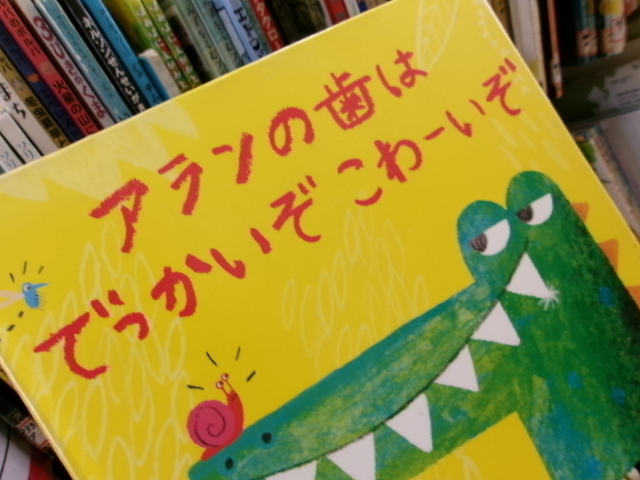 アランの歯は
でっかいぞ こわーいぞ